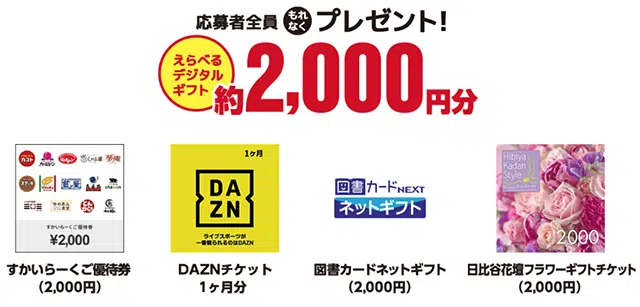 応募者全員 もれなく プレゼント!
えらべる
デジタル
ギフト
約2,000円分
ガスト
すかいらーくご優待券
¥2,000
すかいらーくご優待券
(2,000円)
1ヶ月
DA
ZN
ライブスポーツが
一番観られるのはDAZN
DAZNチケット
1ヶ月分
図書カードNEXT
ネットギフト
図書カードネットギフト
(2,000円)
Hibiya
Kadan
Style
2000
日比谷花壇フラワーギフトチケット
(2,000円)